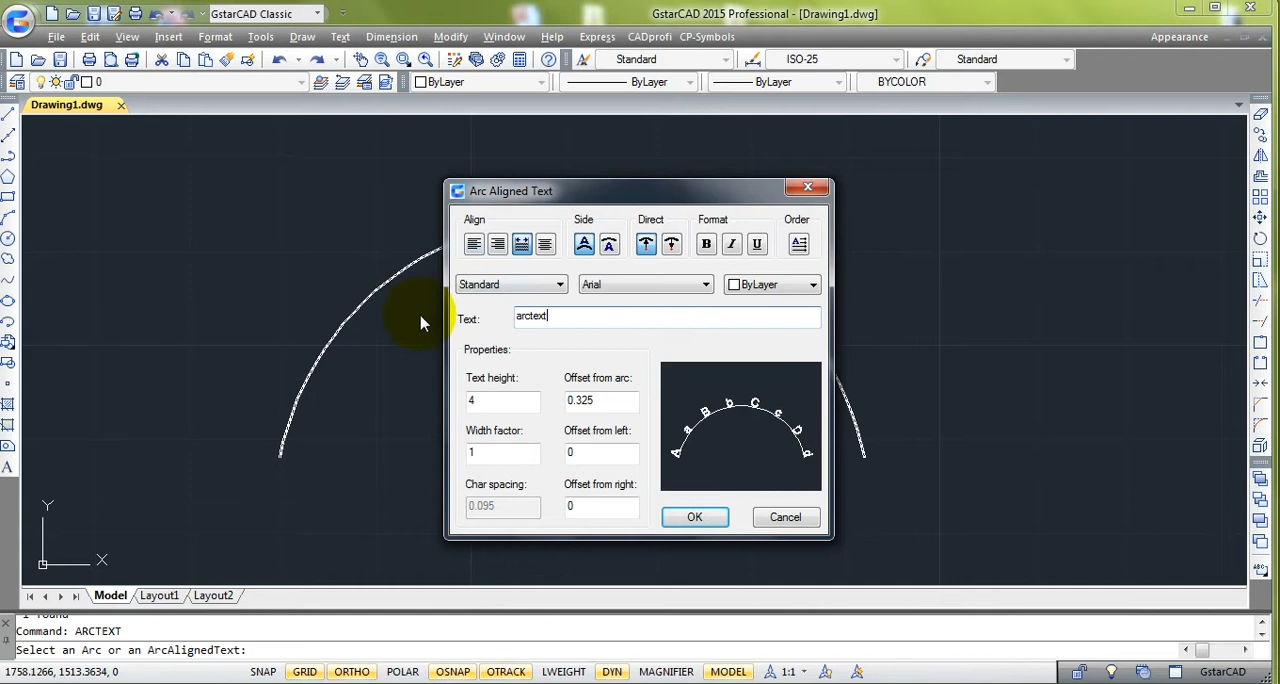 GstarCAD Classic
GstarCAD 2015 Professional - [Drawing1.dwg]
File Edit View Insert Format Tools Draw Text Dimension Modify Window Help Express CADprofi CP-Symbols Appearance
Standard ISO-25 Standard
0 ByLayer ByLayer ByLayer BYCOLOR
Drawing1.dwg
Arc Aligned Text
Align Side Direct Format Order
B I U
Standard Arial ByLayer
Text: arctext
Properties:
Text height: Offset from arc:
4 0.325
Width factor: Offset from left:
1 0
Char spacing: Offset from right:
0.095 0
A a B b C c D d
OK Cancel
Y
X
Model Layout1 Layout2
1 found
Command: ARCTEXT
Select an Arc or an ArcAlignedText:
1758.1266, 1513.3634, 0 SNAP GRID ORTHO POLAR OSNAP OTRACK LWEIGHT DYN MAGNIFIER MODEL 1:1 GstarCAD